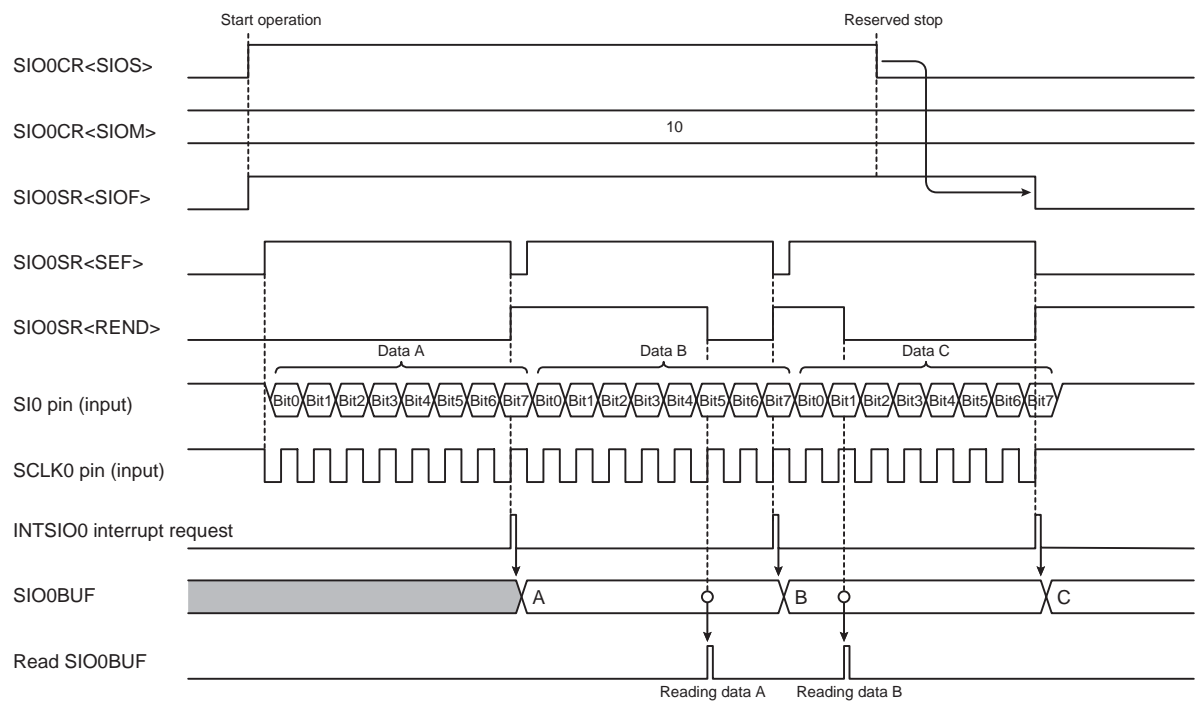 Start operation
Reserved stop
SIO0CR<SIOS>
SIO0CR<SIOM>
10
SIO0SR<SIOF>
SIO0SR<SEF>
SIO0SR<REND>
Data A
Data B
Data C
SI0 pin (input)
Bit0 Bit1 Bit2 Bit3 Bit4 Bit5 Bit6 Bit7 Bit0 Bit1 Bit2 Bit3 Bit4 Bit5 Bit6 Bit7 Bit0 Bit1 Bit2 Bit3 Bit4 Bit5 Bit6 Bit7
SCLK0 pin (input)
INTSIO0 interrupt request
SIO0BUF
A
B
C
Read SIO0BUF
Reading data A
Reading data B